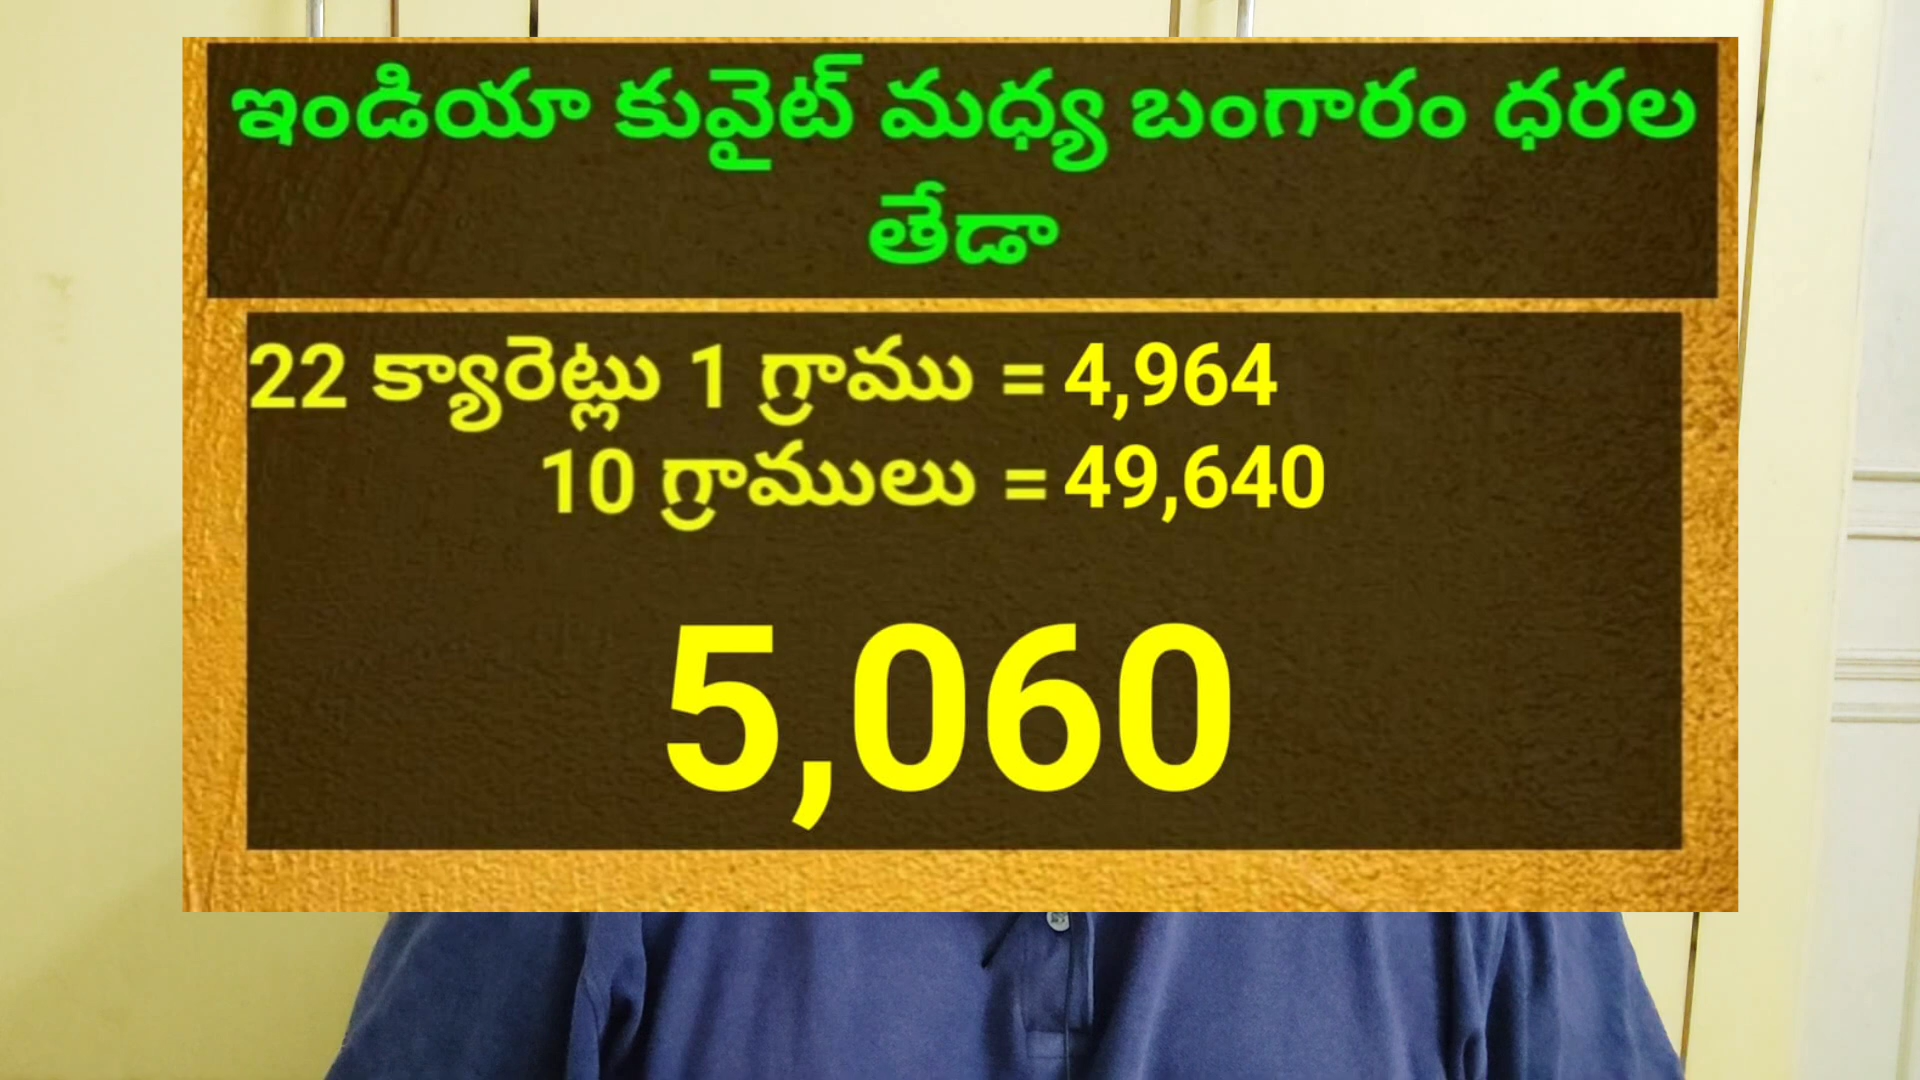 ఇండియా కువైట్ మధ్య బంగారం ధరల
తేడా
22 క్యారెట్లు 1 గ్రాము = 4,964
10 గ్రాములు = 49,640
5,060